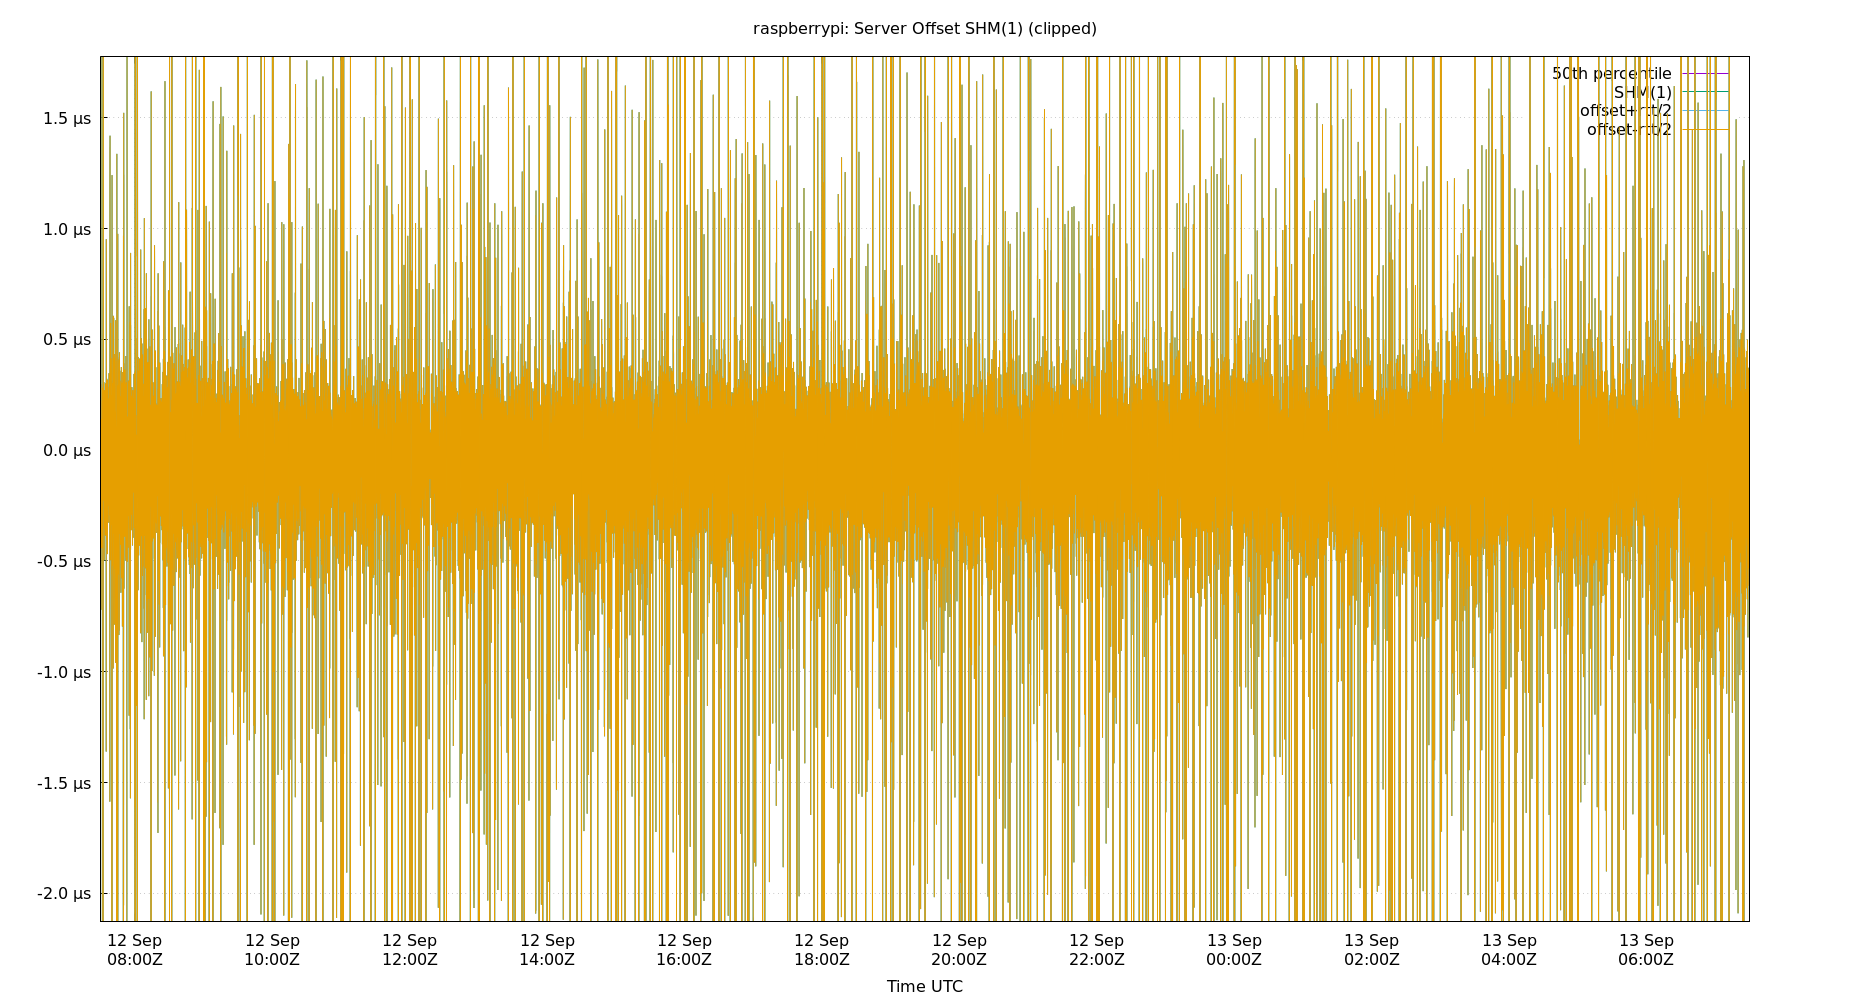 raspberrypi: Server Offset SHM(1) (clipped)
50th percentile
SHM(1)
offset+rtt/2
offset-rtt/2
1.5 µs
1.0 µs
0.5 µs
0.0 µs
-0.5 µs
-1.0 µs
-1.5 µs
-2.0 µs
12 Sep 12 Sep 12 Sep 12 Sep 12 Sep 12 Sep 12 Sep 12 Sep 13 Sep 13 Sep 13 Sep 13 Sep
08:00Z 10:00Z 12:00Z 14:00Z 16:00Z 18:00Z 20:00Z 22:00Z 00:00Z 02:00Z 04:00Z 06:00Z
Time UTC